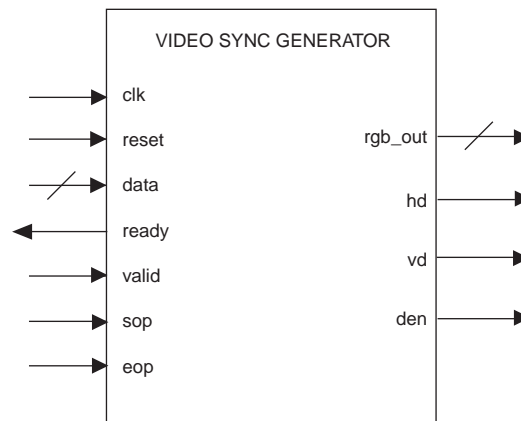 VIDEO SYNC GENERATOR
clk
reset
data
ready
valid
sop
eop
rgb_out
hd
vd
den